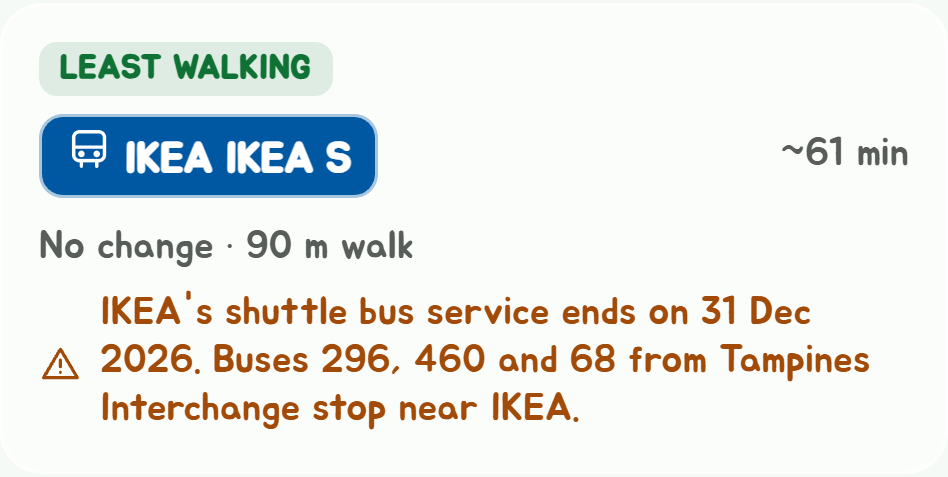 LEAST WALKING
IKEA IKEA S
~61 min
No change · 90 m walk
IKEA's shuttle bus service ends on 31 Dec
2026. Buses 296, 460 and 68 from Tampines
Interchange stop near IKEA.